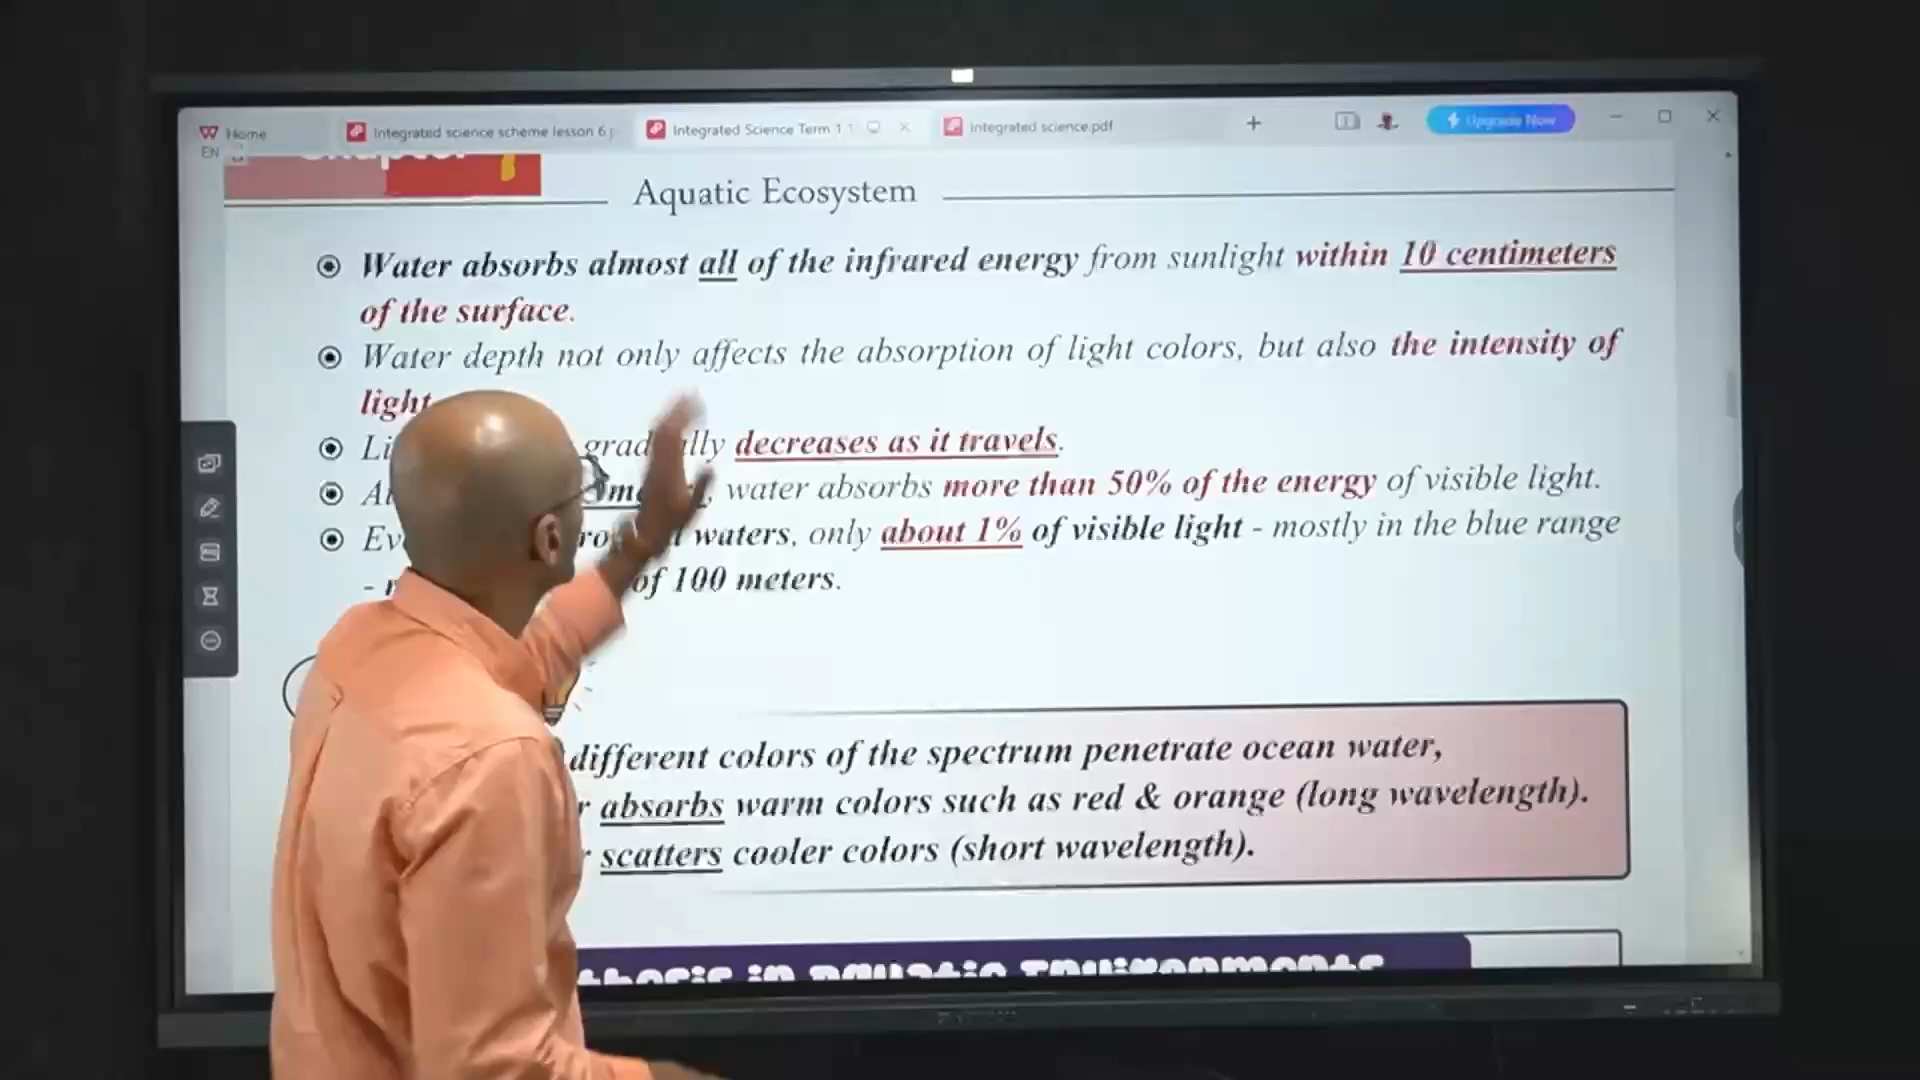 Home
EN
Integrated science scheme lesson 6
Integrated Science Term 1
Integrated science.pdf
Upgrade Now
Aquatic Ecosystem
Water absorbs almost all of the infrared energy from sunlight within 10 centimeters
of the surface.
Water depth not only affects the absorption of light colors, but also the intensity of
light
decreases as it travels.
water absorbs more than 50% of the energy of visible light.
waters, only about 1% of visible light - mostly in the blue range
of 100 meters.
different colors of the spectrum penetrate ocean water,
absorbs warm colors such as red & orange (long wavelength).
scatters cooler colors (short wavelength).
in